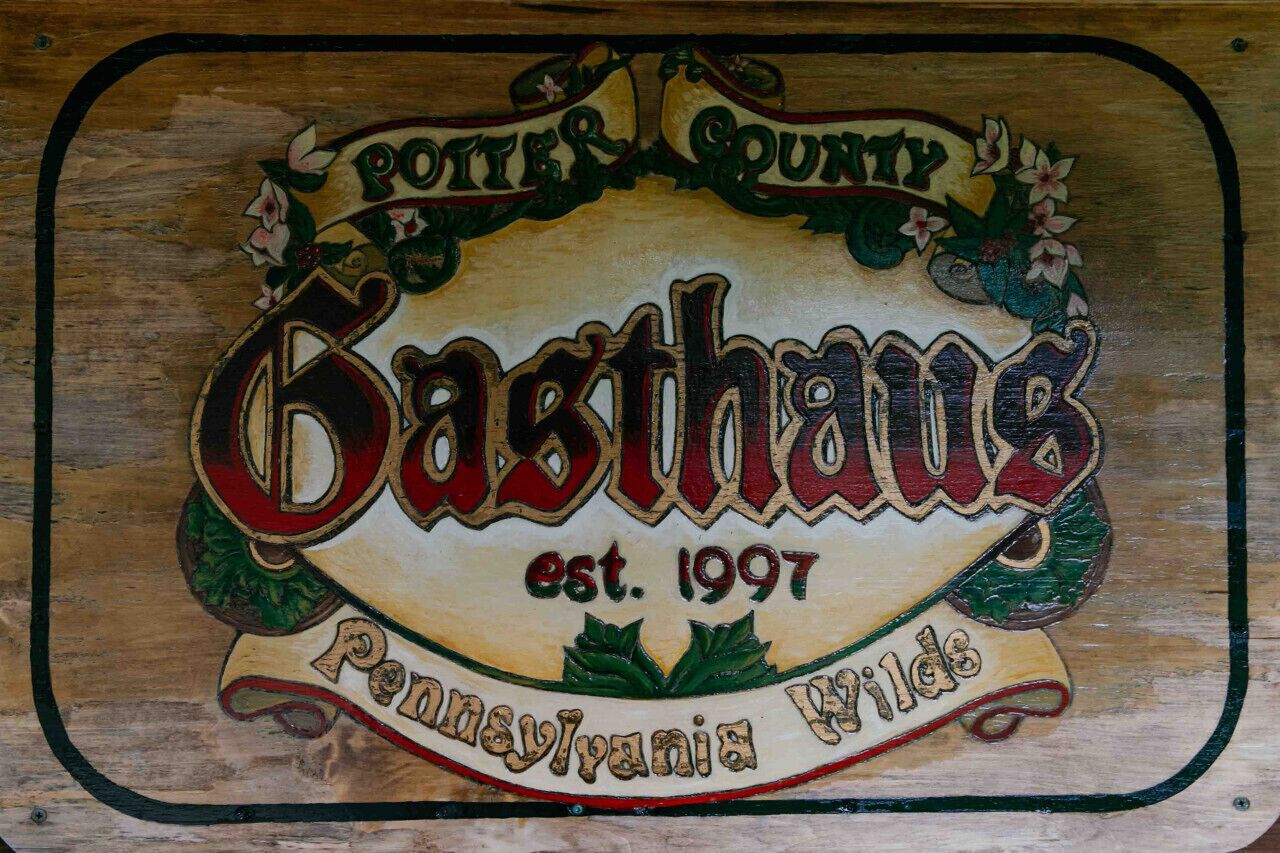 POTTER COUNTY
Gasthaus
est. 1997
Pennsylvania Wilds